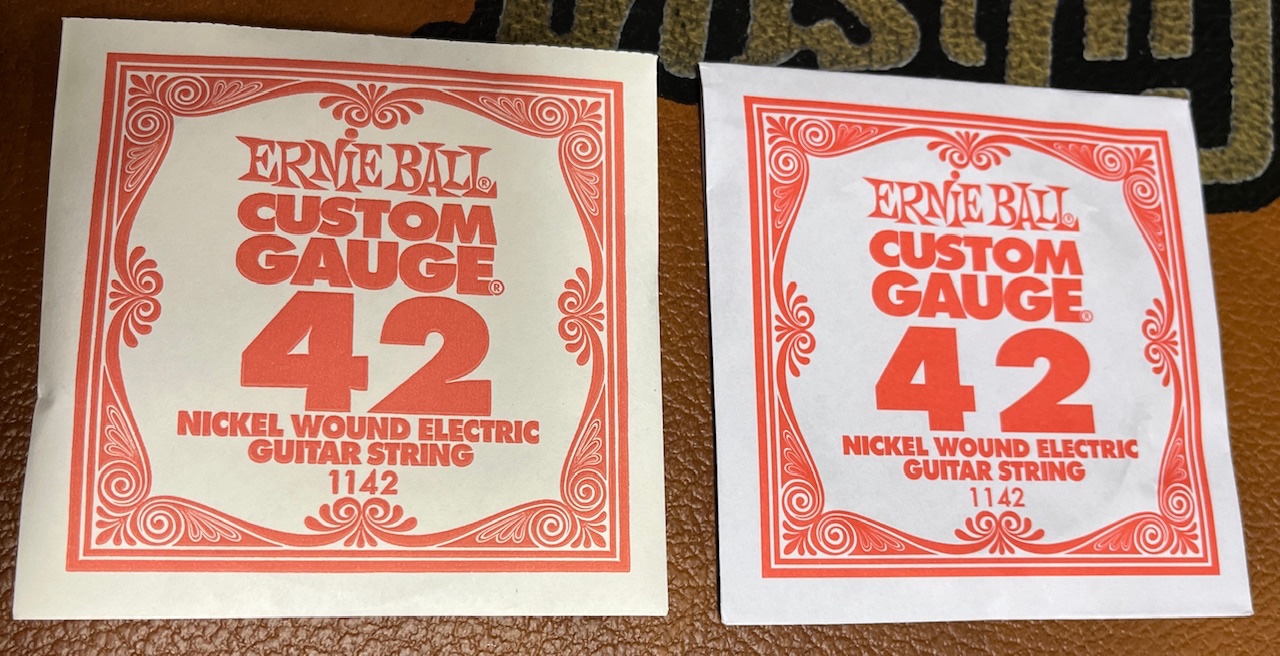 ERNiE BALL®
CUSTOM
GAUGE®
42
NICKEL WOUND ELECTRIC
GUITAR STRING
1142
ERNiE BALL®
CUSTOM
GAUGE®
42
NICKEL WOUND ELECTRIC
GUITAR STRING
1142